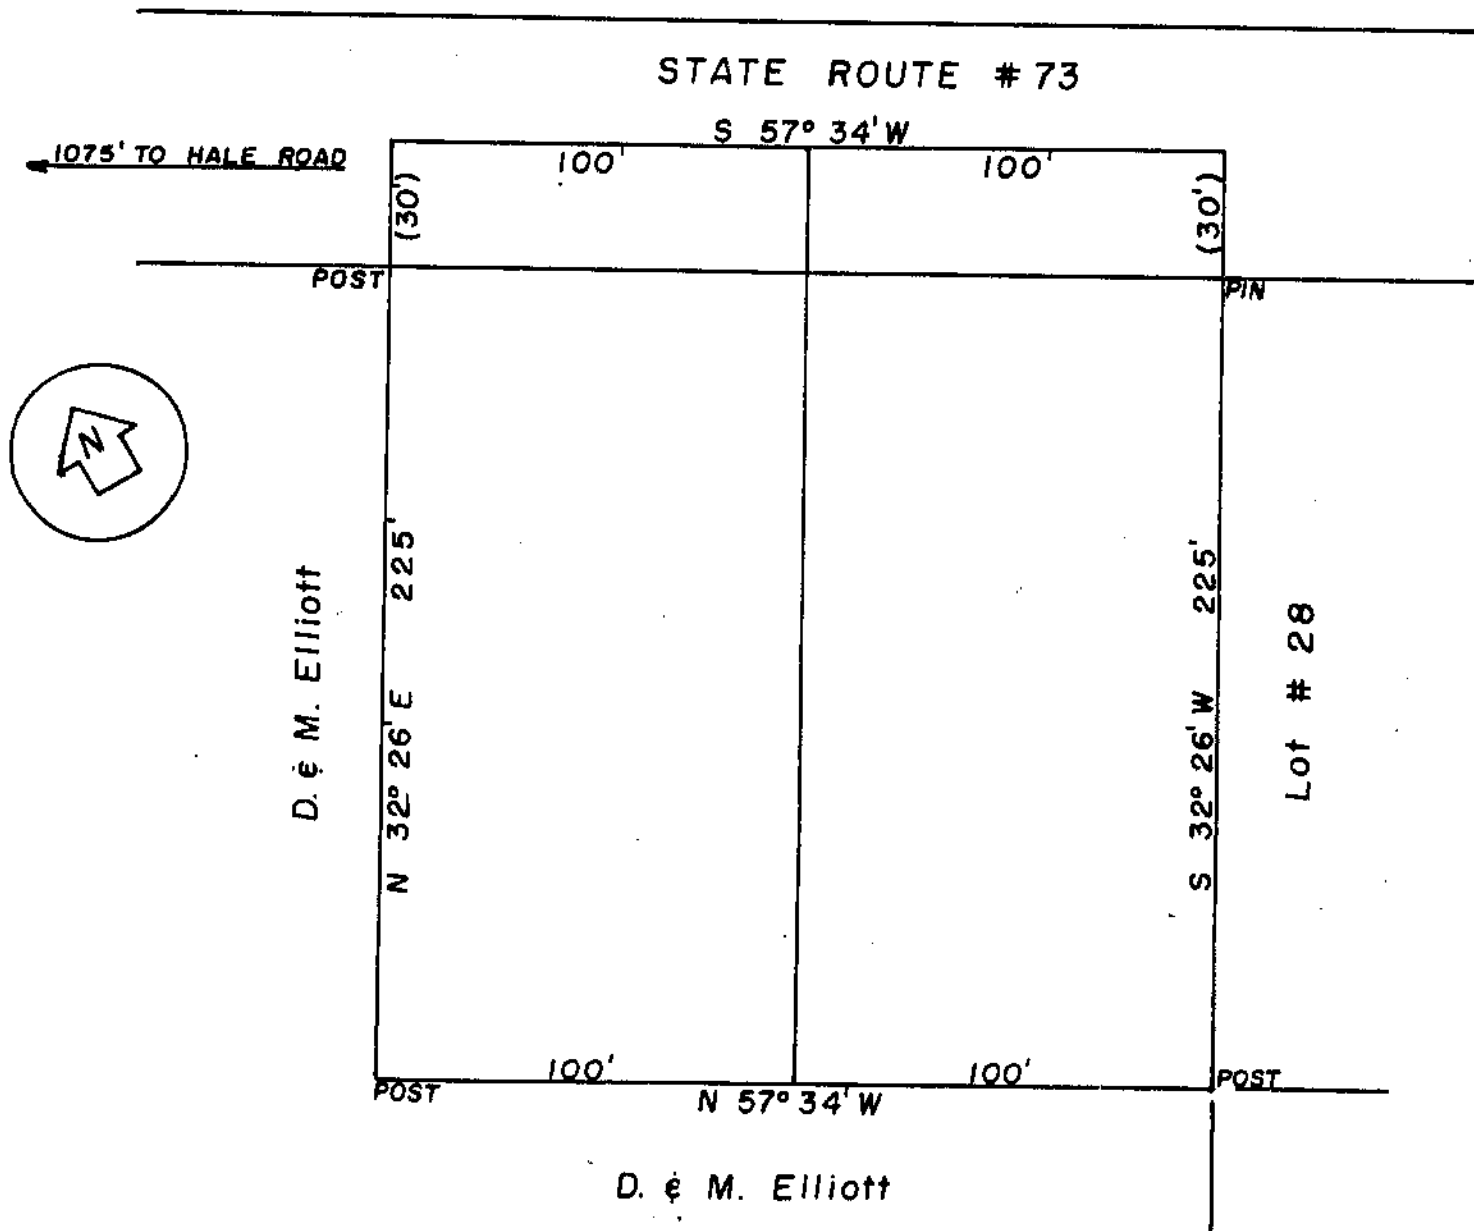 STATE ROUTE # 73
S 57° 34' W
1075' TO HALE ROAD
100'
100'
(30')
(30')
POST
PIN
N
N 32° 26' E 225'
S 32° 26' W 225'
D. & M. Elliott
Lot # 28
100'
100'
POST
POST
N 57° 34' W
D. & M. Elliott